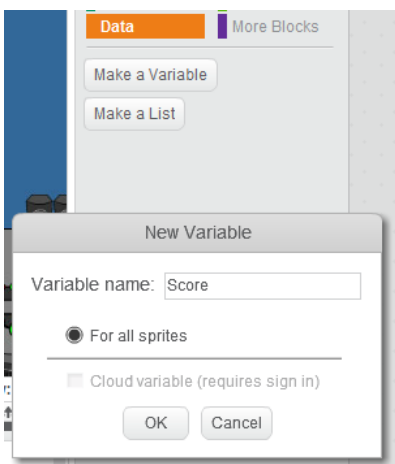 Data More Blocks
Make a Variable
Make a List
New Variable
Variable name: Score
For all sprites
Cloud variable (requires sign in)
OK Cancel